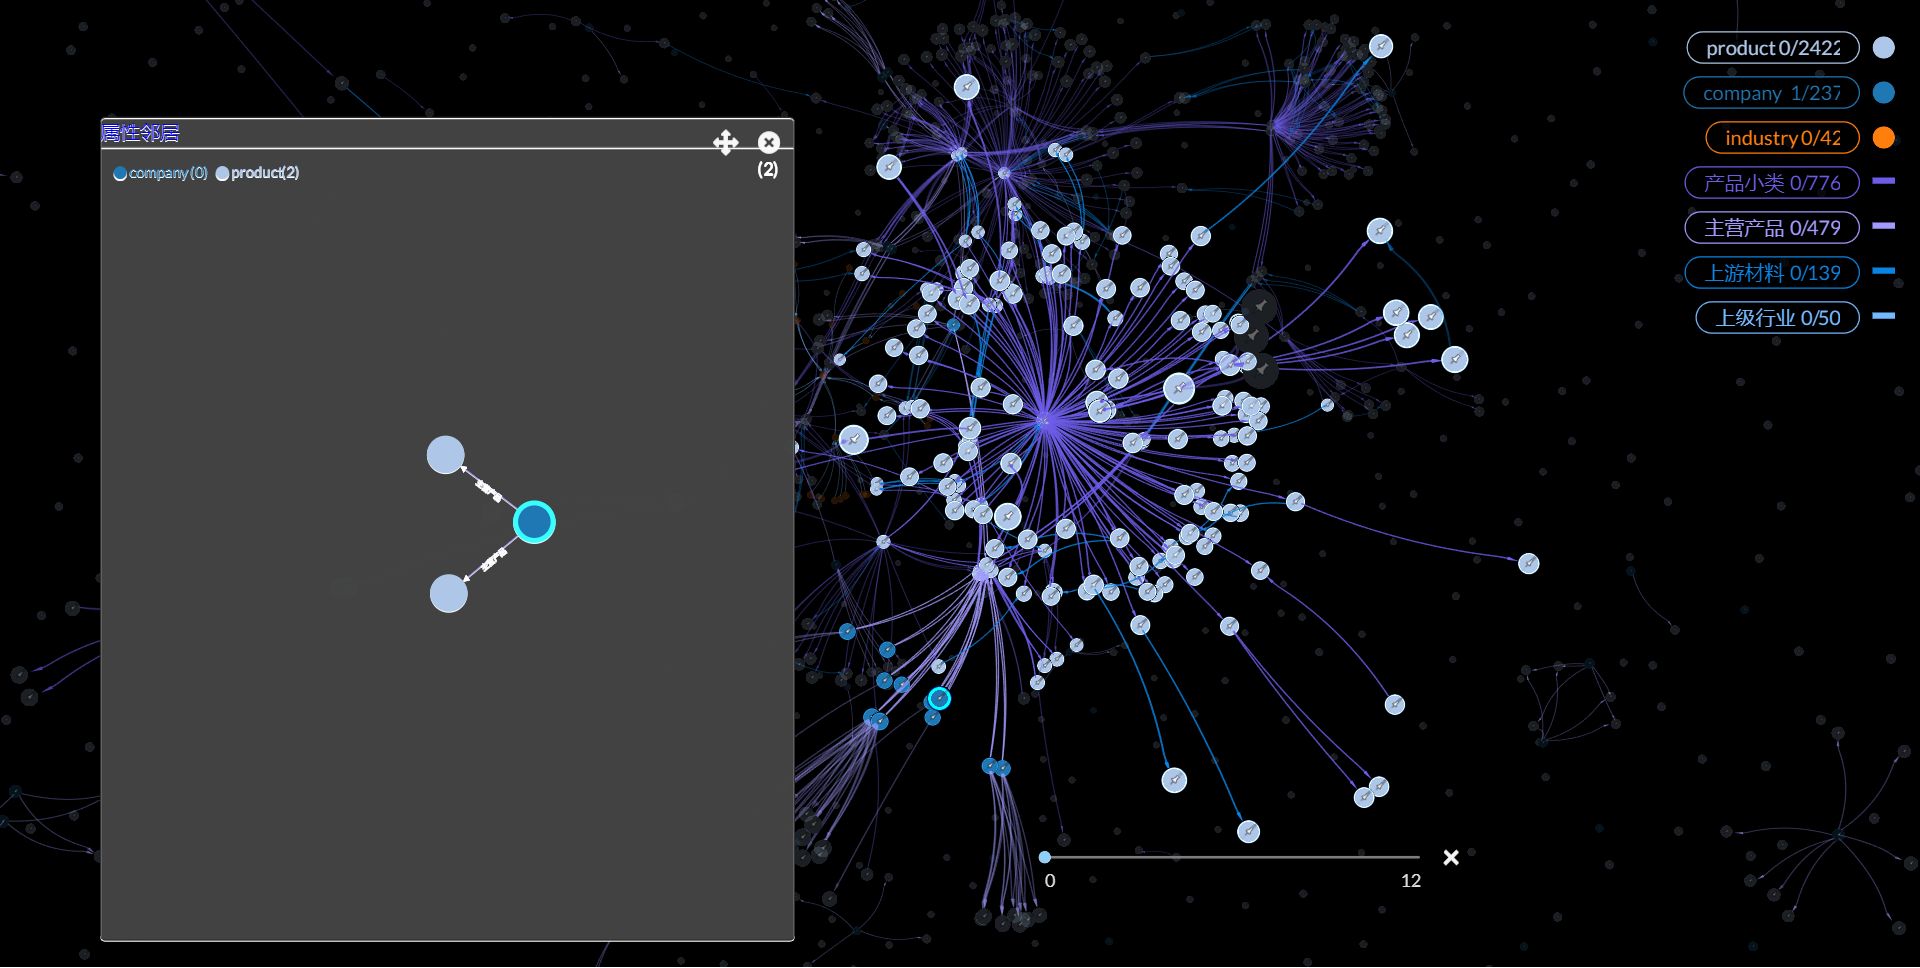 属性邻居
company(0) product(2)
(2)
product 0/2422
company 1/237
industry 0/42
产品小类 0/776
主营产品 0/479
上游材料 0/139
上级行业 0/50
0
12